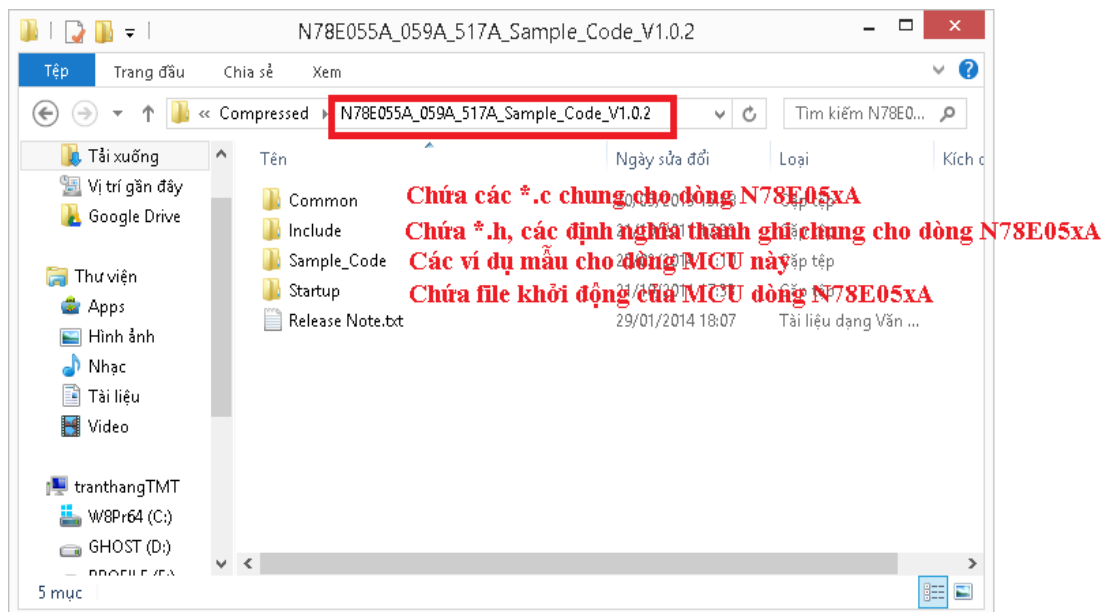 N78E055A_059A_517A_Sample_Code_V1.0.2
Tệp Trang đầu Chia sẻ Xem
« Compressed N78E055A_059A_517A_Sample_Code_V1.0.2 Tìm kiếm N78E0...
Tải xuống
Vị trí gần đây
Google Drive
Thư viện
Apps
Hình ảnh
Nhạc
Tài liệu
Video
tranthangTMT
W8Pr64 (C:)
GHOST (D:)
Tên Ngày sửa đổi Loại Kích c
Common Chứa các *.c chung cho dòng N78E05xA
Include Chứa *.h, các định nghĩa thanh ghi chung cho dòng N78E05xA
Sample_Code Các ví dụ mẫu cho dòng MCU này
Startup Chứa file khởi động của MCU dòng N78E05xA
Release Note.txt 29/01/2014 18:07 Tài liệu dạng Văn ...
5 mục